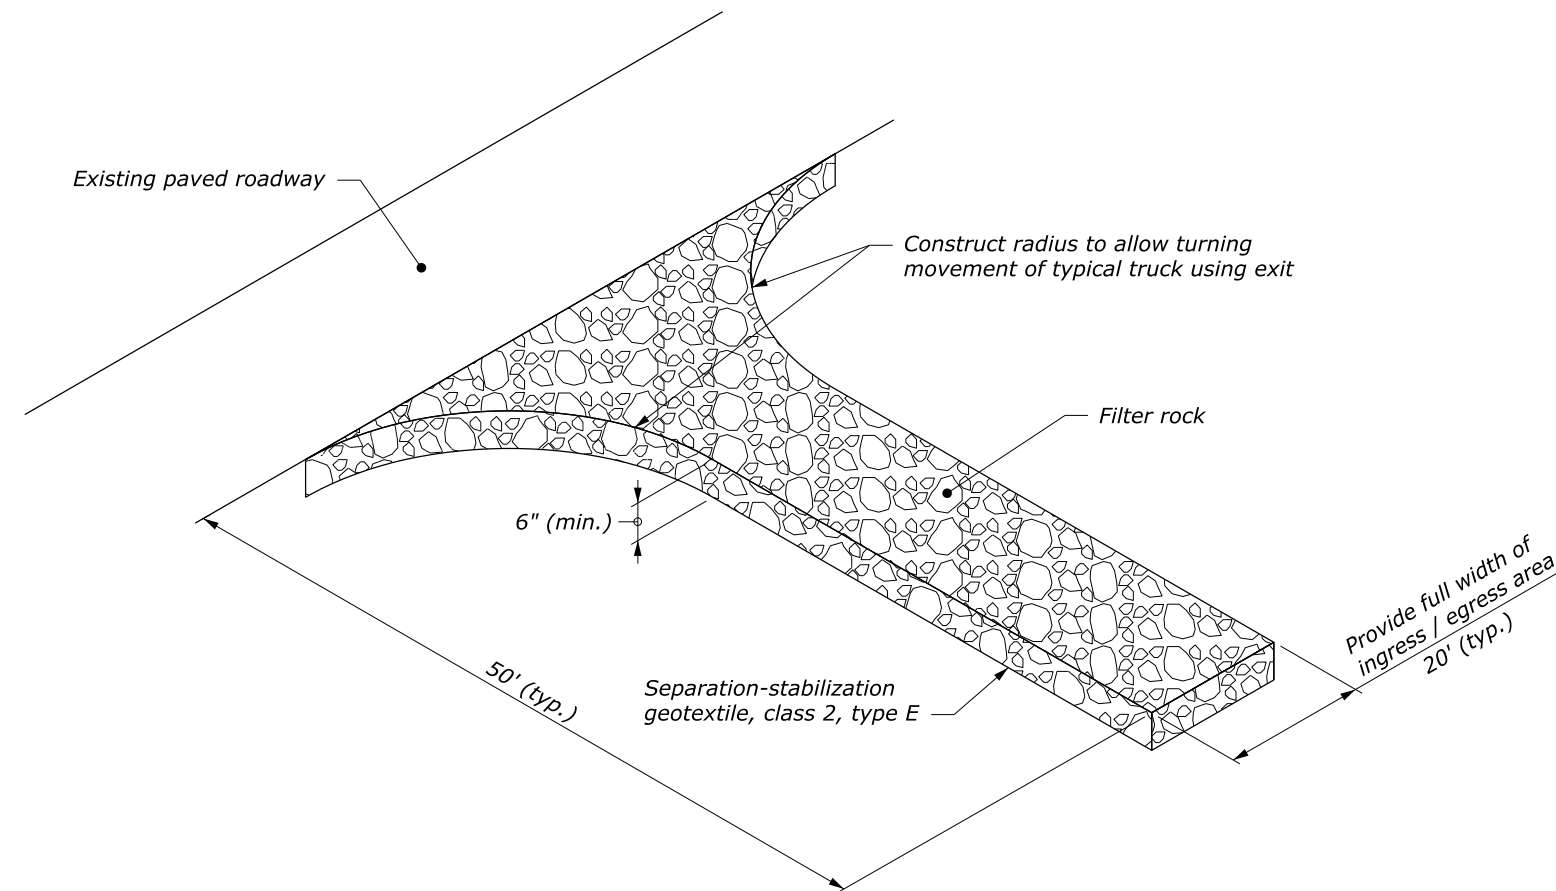 Existing paved roadway
Construct radius to allow turning
movement of typical truck using exit
Filter rock
6" (min.)
Provide full width of
ingress / egress area
20' (typ.)
50' (typ.)
Separation-stabilization
geotextile, class 2, type E